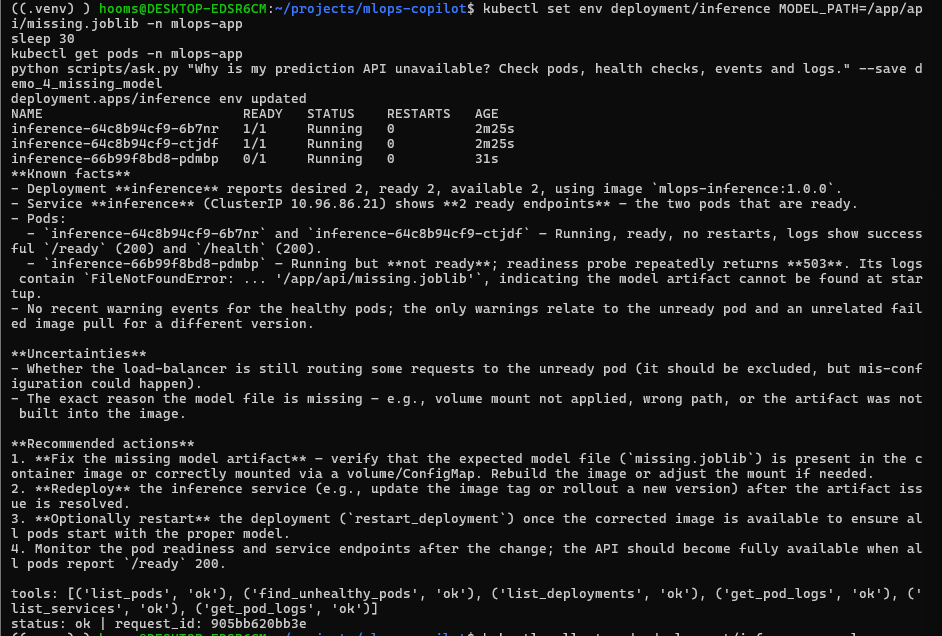 ((.venv) ) hooms@DESKTOP-EDSR6CM:~/projects/mlops-copilot$ kubectl set env deployment/inference MODEL_PATH=/app/ap
i/missing.joblib -n mlops-app
sleep 30
kubectl get pods -n mlops-app
python scripts/ask.py "Why is my prediction API unavailable? Check pods, health checks, events and logs." --save d
emo_4_missing_model
deployment.apps/inference env updated
NAME READY STATUS RESTARTS AGE
inference-64c8b94cf9-6b7nr 1/1 Running 0 2m25s
inference-64c8b94cf9-ctjdf 1/1 Running 0 2m25s
inference-66b99f8bd8-pdmbp 0/1 Running 0 31s
**Known facts**
- Deployment **inference** reports desired 2, ready 2, available 2, using image `mlops-inference:1.0.0`.
- Service **inference** (ClusterIP 10.96.86.21) shows **2 ready endpoints** – the two pods that are ready.
- Pods:
  - `inference-64c8b94cf9-6b7nr` and `inference-64c8b94cf9-ctjdf` – Running, ready, no restarts, logs show success
ful `/ready` (200) and `/health` (200).
  - `inference-66b99f8bd8-pdmbp` – Running but **not ready**; readiness probe repeatedly returns **503**. Its logs
 contain `FileNotFoundError: ... '/app/api/missing.joblib'`, indicating the model artifact cannot be found at star
tup.
- No recent warning events for the healthy pods; the only warnings relate to the unready pod and an unrelated fail
ed image pull for a different version.

**Uncertainties**
- Whether the load-balancer is still routing some requests to the unready pod (it should be excluded, but mis-conf
iguration could happen).
- The exact reason the model file is missing – e.g., volume mount not applied, wrong path, or the artifact was not
 built into the image.

**Recommended actions**
1. **Fix the missing model artifact** – verify that the expected model file (`missing.joblib`) is present in the c
ontainer image or correctly mounted via a volume/ConfigMap. Rebuild the image or adjust the mount if needed.
2. **Redeploy** the inference service (e.g., update the image tag or rollout a new version) after the artifact iss
ue is resolved.
3. **Optionally restart** the deployment (`restart_deployment`) once the corrected image is available to ensure al
l pods start with the proper model.
4. Monitor the pod readiness and service endpoints after the change; the API should become fully available when al
l pods report `/ready` 200.

tools: [('list_pods', 'ok'), ('find_unhealthy_pods', 'ok'), ('list_deployments', 'ok'), ('get_pod_logs', 'ok'), ('
list_services', 'ok'), ('get_pod_logs', 'ok')]
status: ok | request_id: 905bb620bb3e